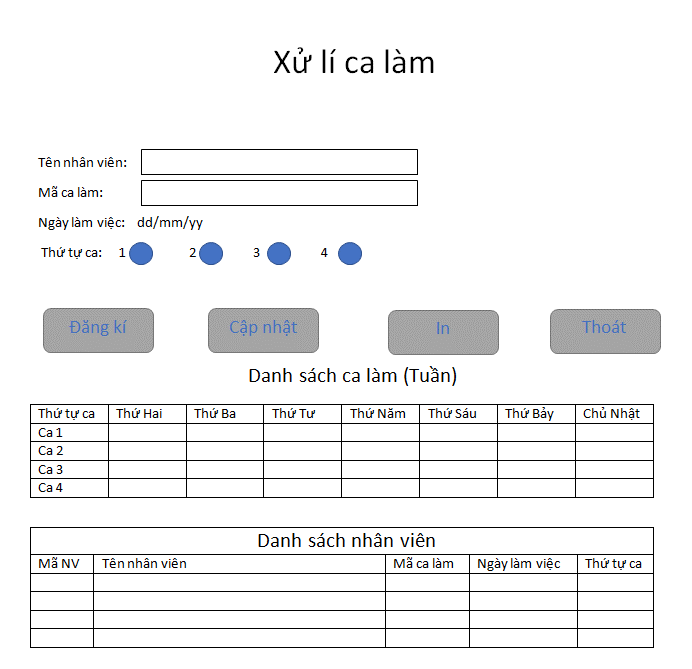 Xử lí ca làm
Tên nhân viên:
Mã ca làm:
Ngày làm việc: dd/mm/yy
Thứ tự ca: 1 2 3 4
Đăng kí Cập nhật In Thoát
Danh sách ca làm (Tuần)
Thứ tự ca Thứ Hai Thứ Ba Thứ Tư Thứ Năm Thứ Sáu Thứ Bảy Chủ Nhật
Ca 1
Ca 2
Ca 3
Ca 4
Danh sách nhân viên
Mã NV Tên nhân viên Mã ca làm Ngày làm việc Thứ tự ca